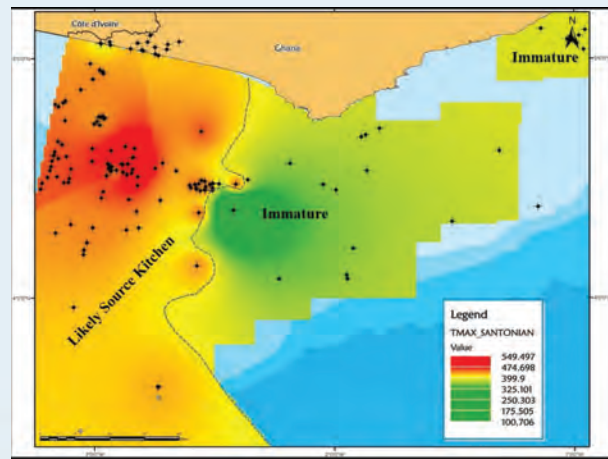 Côte d'Ivoire
Ghana
N
Immature
Immature
Likely Source Kitchen
Legend
TMAX_SANTONIAN
Value
549.497
474.698
399.9
325.101
250.303
175.505
100.706